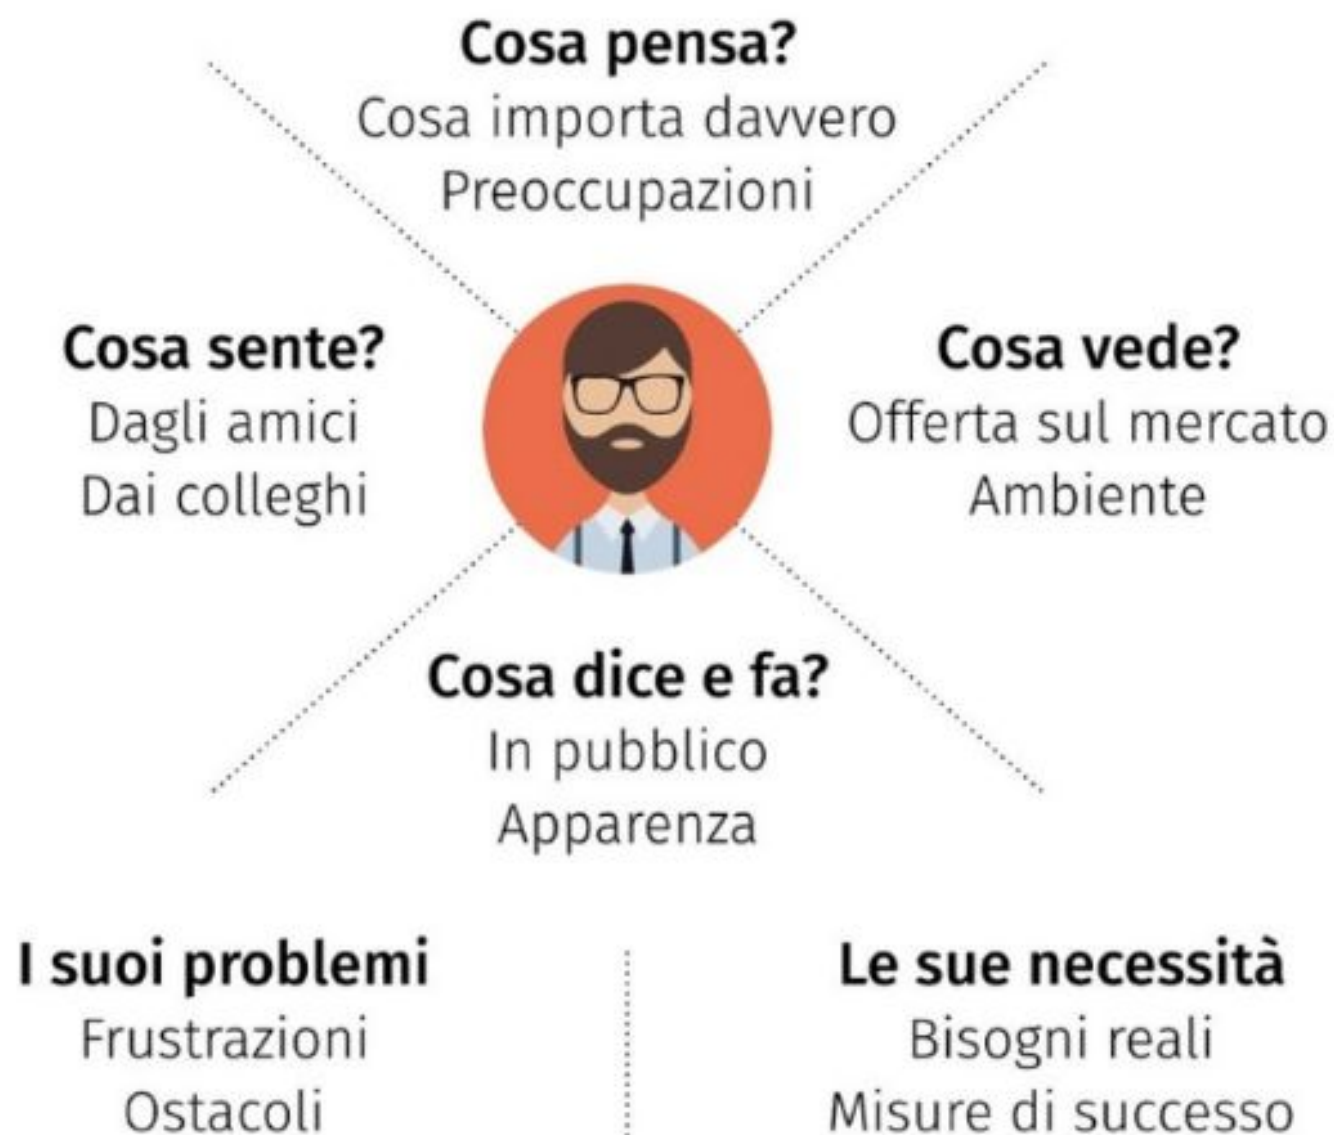 Cosa pensa?
Cosa importa davvero
Preoccupazioni
Cosa sente?
Dagli amici
Dai colleghi
Cosa vede?
Offerta sul mercato
Ambiente
Cosa dice e fa?
In pubblico
Apparenza
I suoi problemi
Frustrazioni
Ostacoli
Le sue necessità
Bisogni reali
Misure di successo